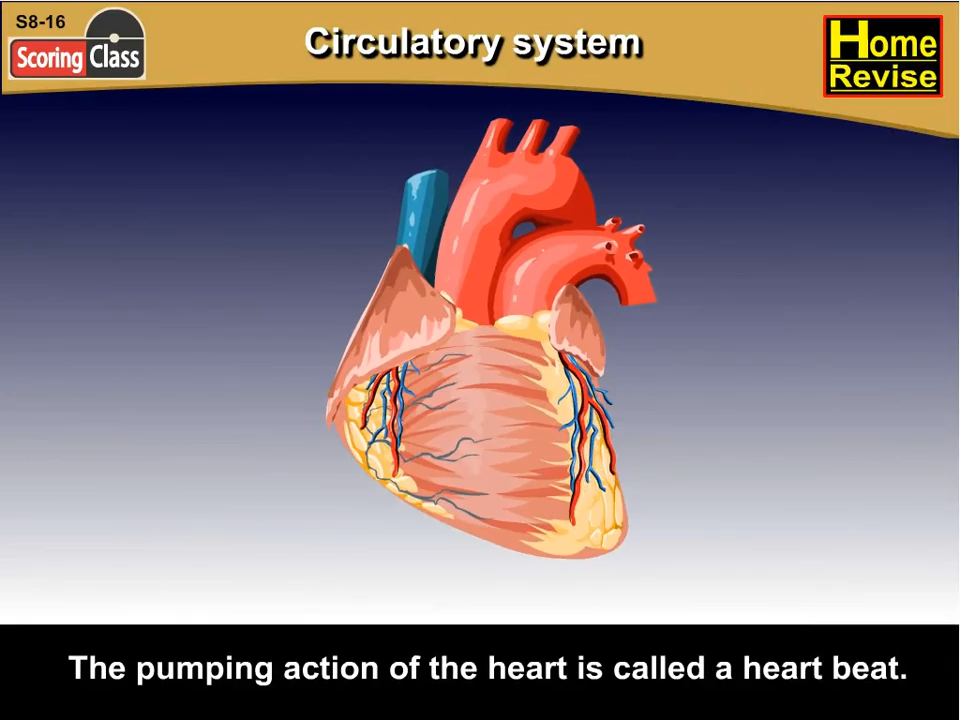 S8-16
Scoring Class
Circulatory system
Home
Revise
The pumping action of the heart is called a heart beat.